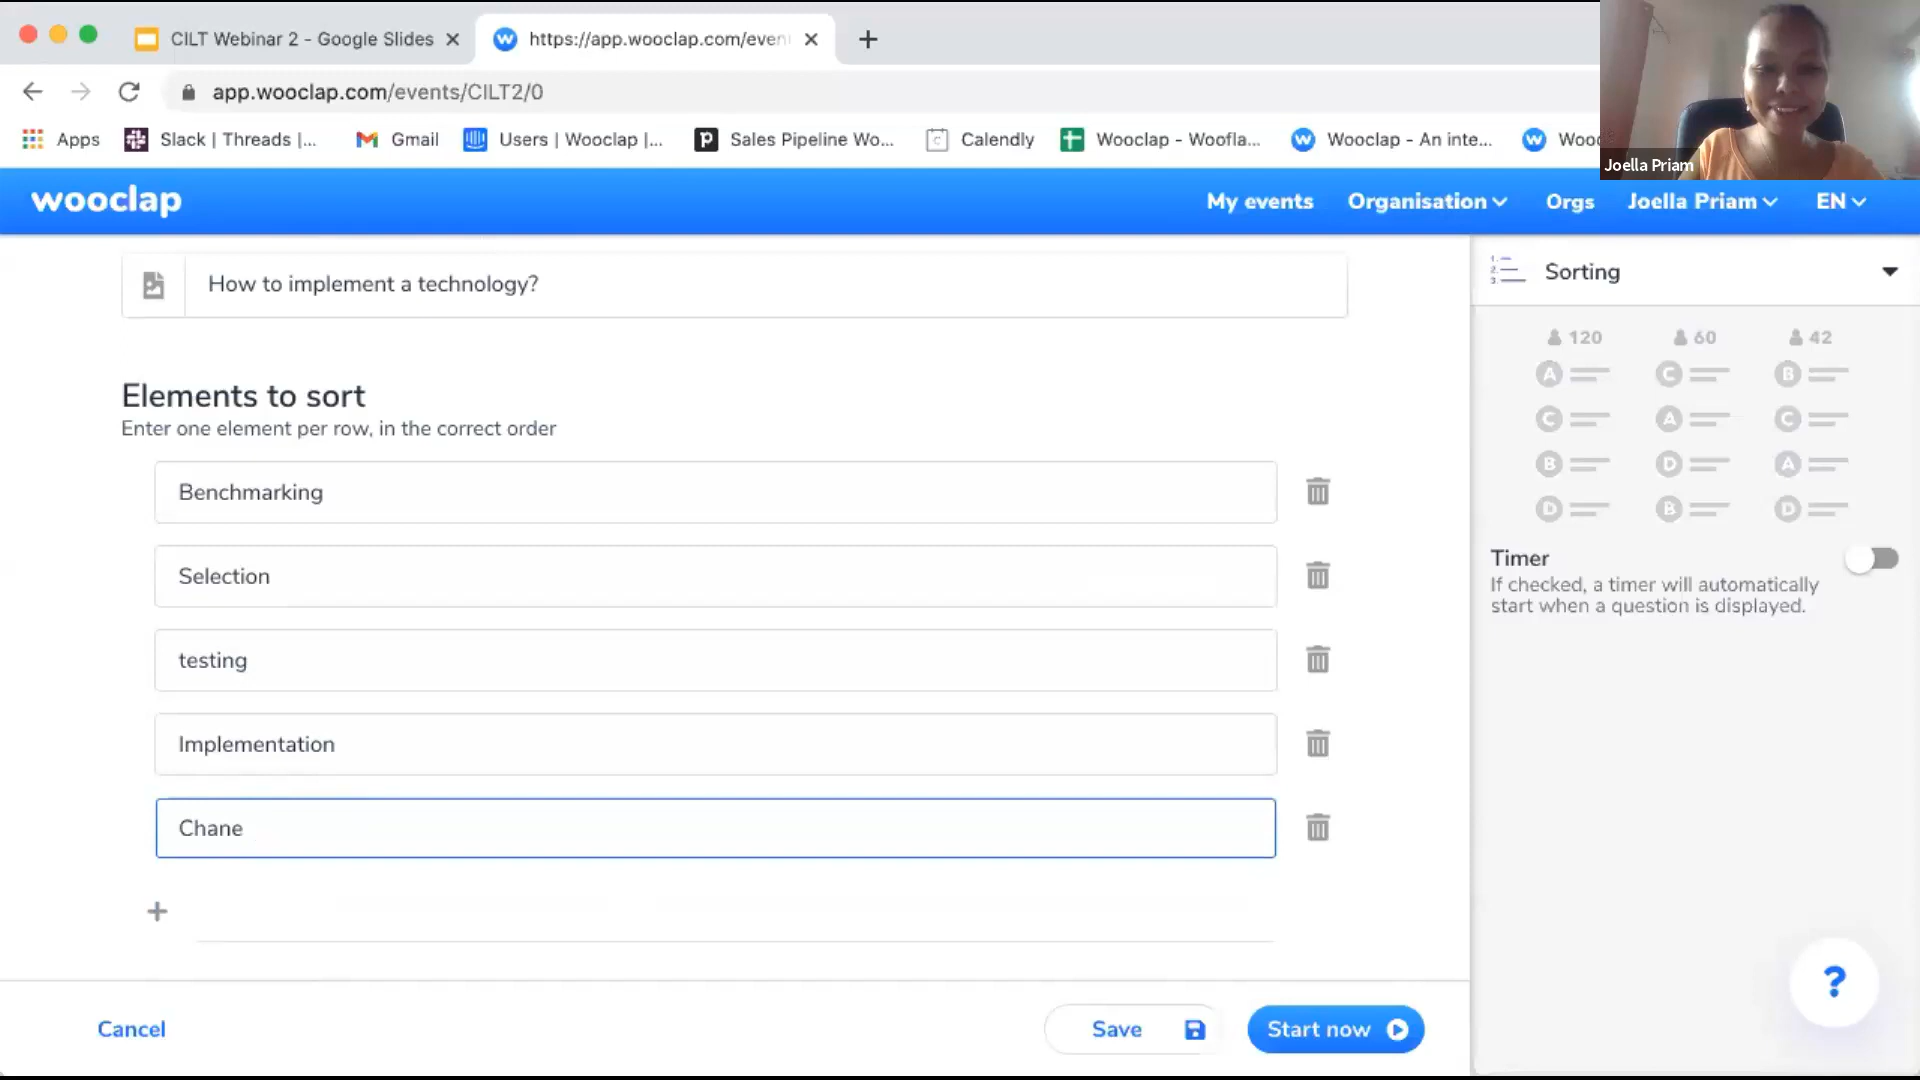 CILT Webinar 2 - Google Slides
https://app.wooclap.com/even
app.wooclap.com/events/CILT2/0
Apps
Slack | Threads |...
Gmail
Users | Wooclap |...
Sales Pipeline Wo...
Calendly
Wooclap - Woofla...
Wooclap - An inte...
Wooc
Joella Priam
wooclap
My events
Organisation
Orgs
Joella Priam
EN
How to implement a technology?
Elements to sort
Enter one element per row, in the correct order
Benchmarking
Selection
testing
Implementation
Chane
Cancel
Save
Start now
Sorting
120 60 42
A C B
C A C
B D A
D B D
Timer
If checked, a timer will automatically
start when a question is displayed.
?